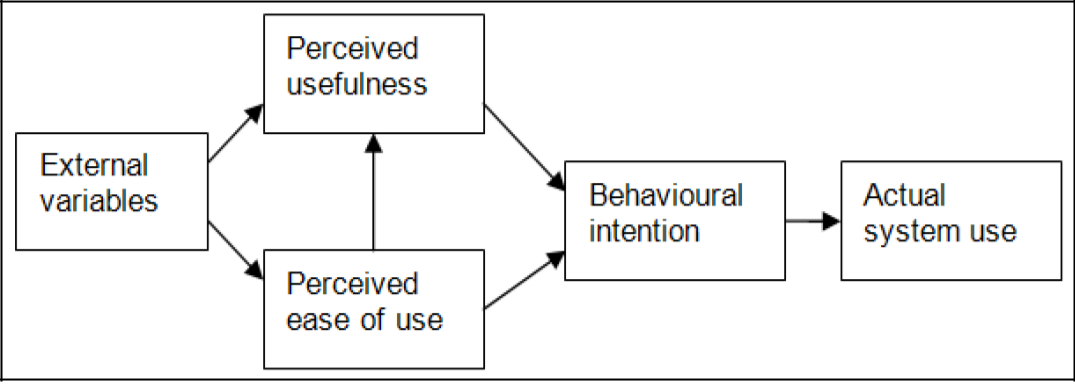 Perceived
usefulness
External
variables
Perceived
ease of use
Behavioural
intention
Actual
system use